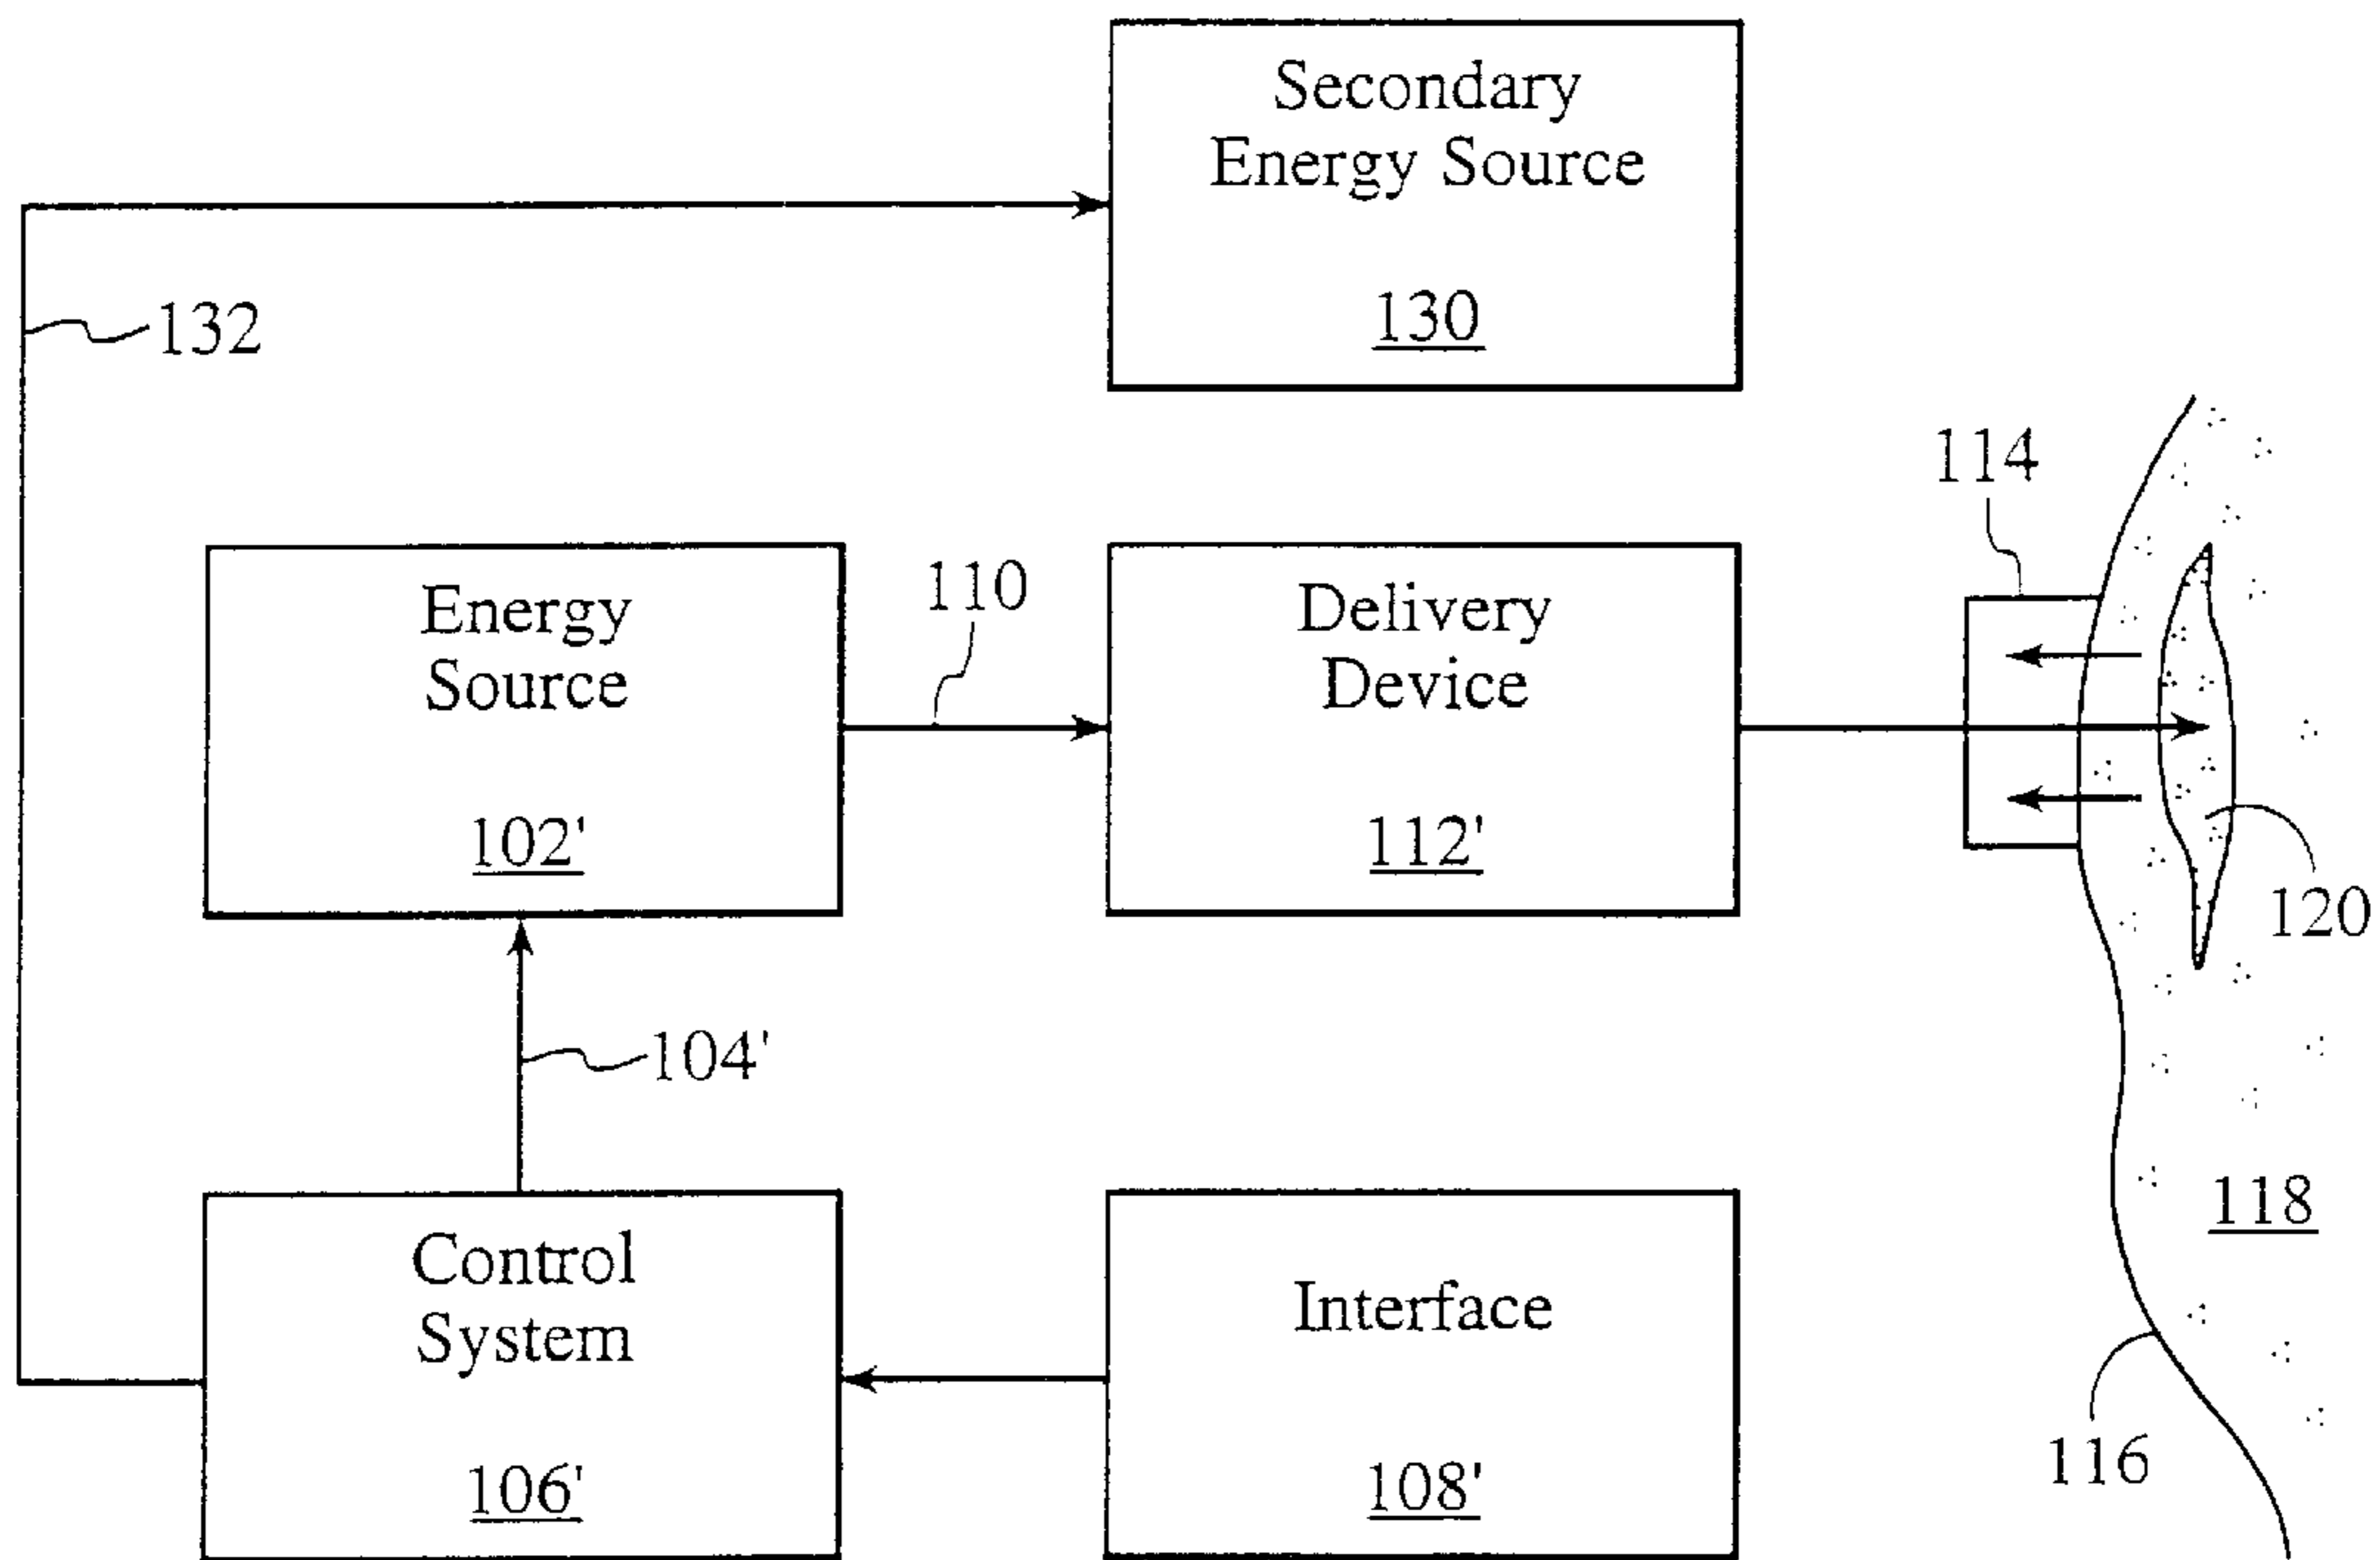 Secondary
Energy Source
130
132
114
Energy
Source
102'
110
Delivery
Device
112'
120
104'
118
Control
System
106'
Interface
108'
116